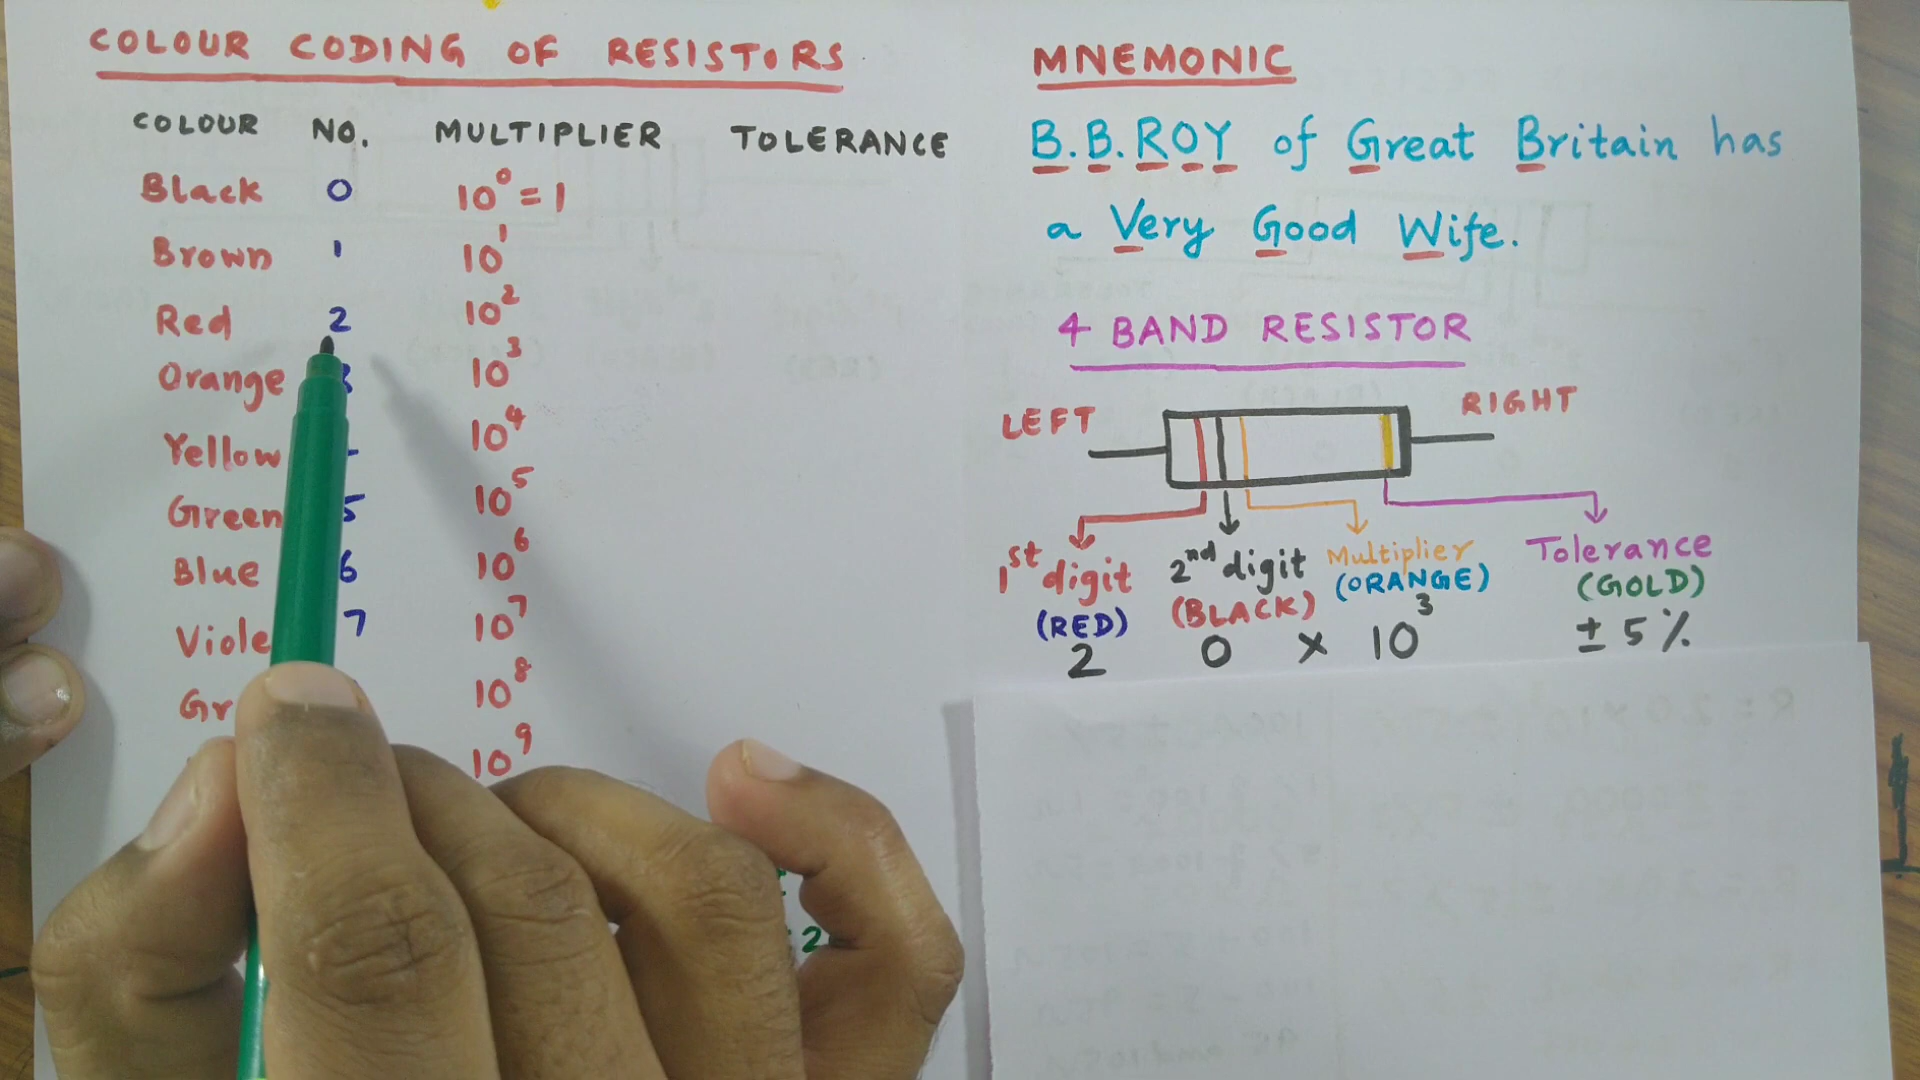 COLOUR CODING OF RESISTORS
COLOUR NO. MULTIPLIER TOLERANCE
Black 0 10⁰ = 1
Brown 1 10¹
Red 2 10²
Orange 10³
Yellow 10⁴
Green 5 10⁵
Blue 6 10⁶
Viole 7 10⁷
Gr 10⁸
10⁹
: 2
MNEMONIC
B.B.ROY of Great Britain has
a Very Good Wife.
4 BAND RESISTOR
LEFT RIGHT
1st digit 2nd digit Multiplier Tolerance
(RED) (BLACK) (ORANGE) (GOLD)
2 0 x 10³ ± 5%